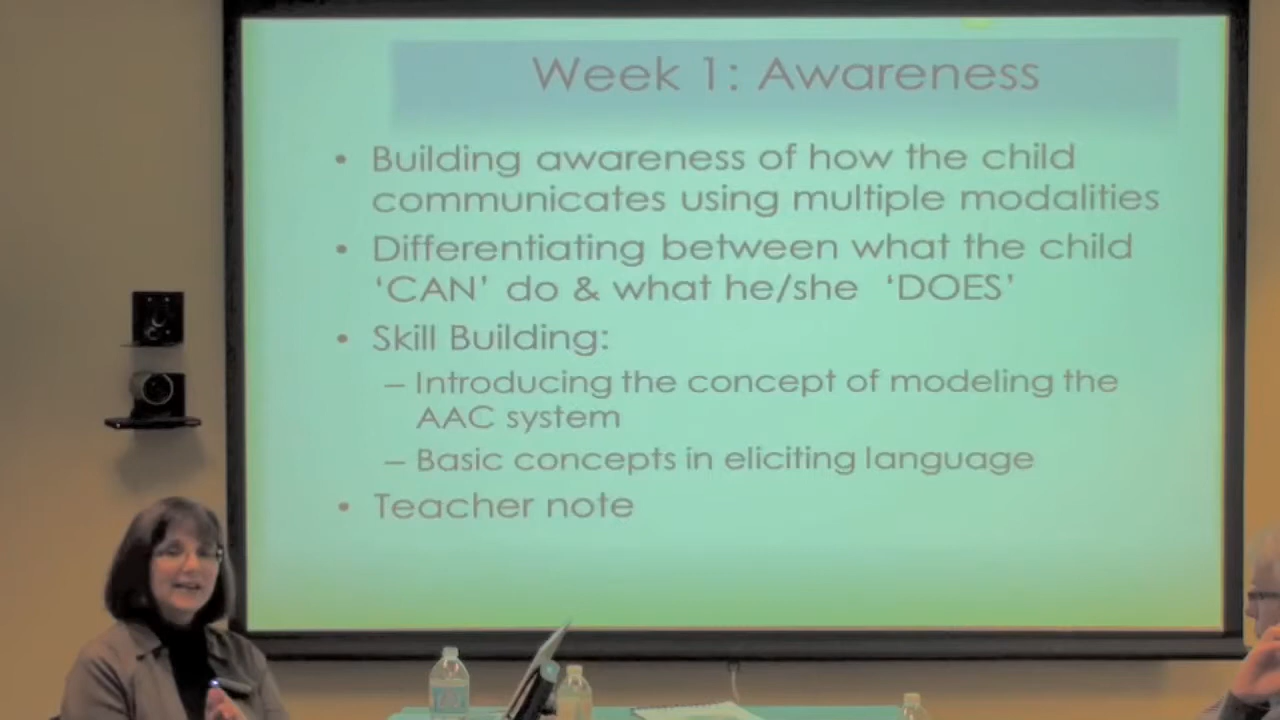 Week 1: Awareness
• Building awareness of how the child
communicates using multiple modalities
• Differentiating between what the child
‘CAN’ do & what he/she ‘DOES’
• Skill Building:
– Introducing the concept of modeling the
AAC system
– Basic concepts in eliciting language
• Teacher note